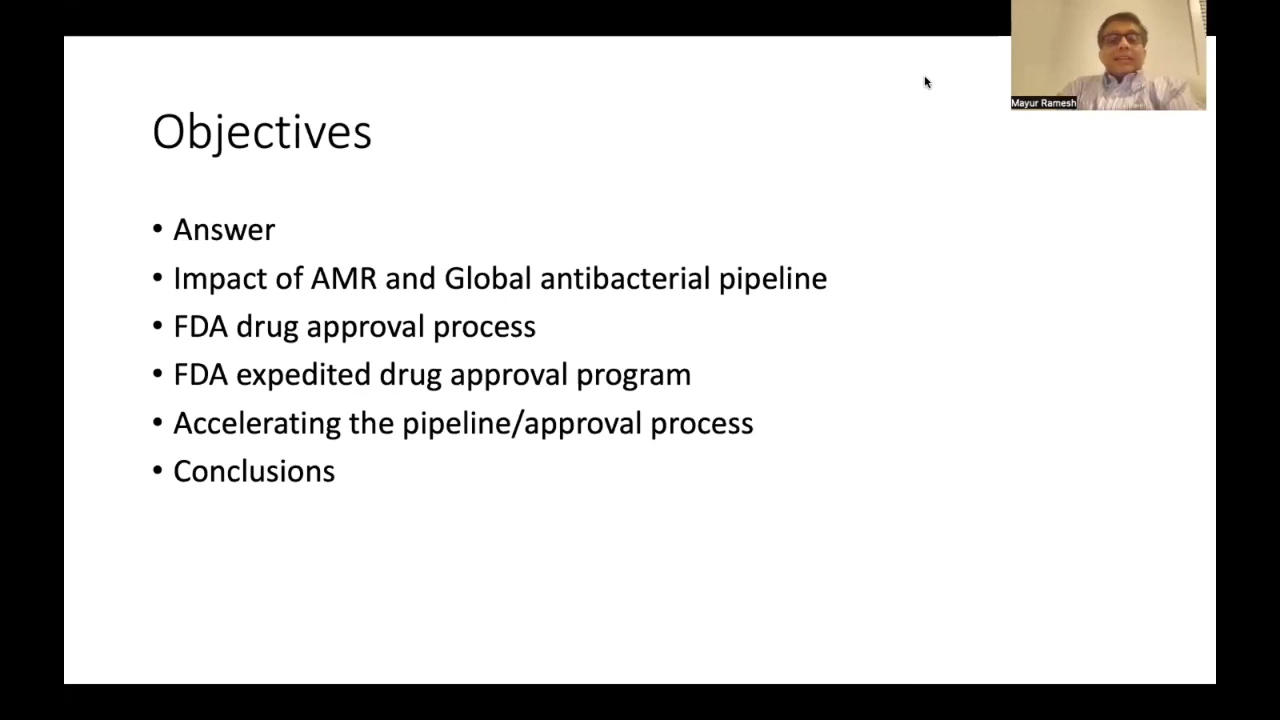 Mayur Ramesh
Objectives
• Answer
• Impact of AMR and Global antibacterial pipeline
• FDA drug approval process
• FDA expedited drug approval program
• Accelerating the pipeline/approval process
• Conclusions